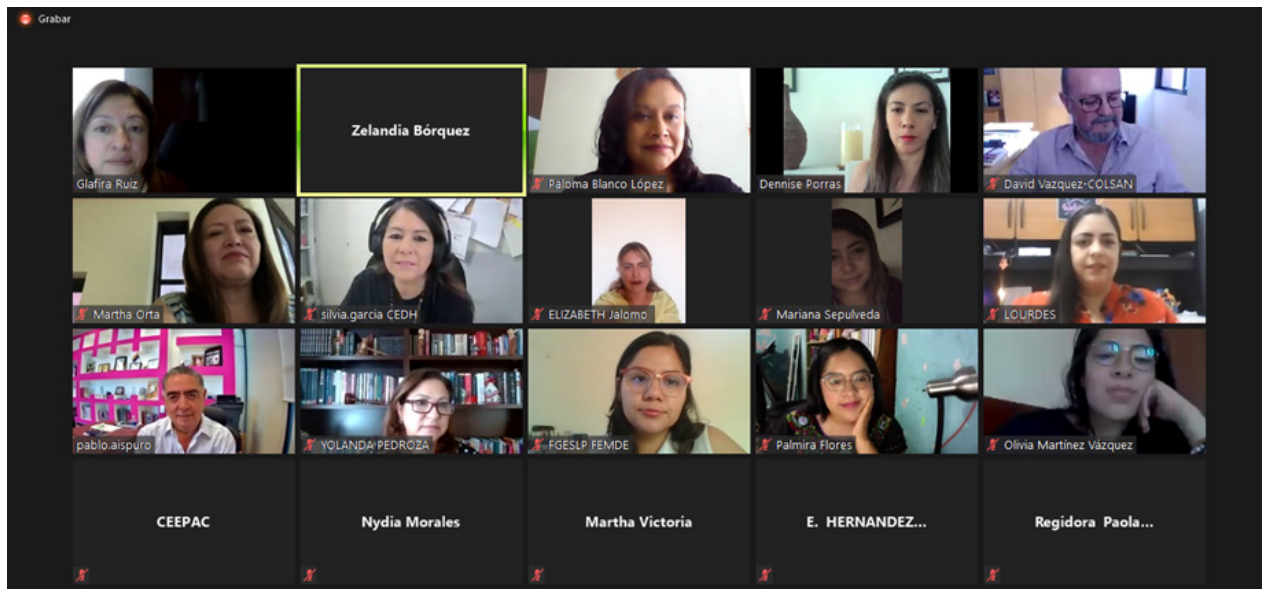 Grabar
Glafira Ruiz
Zelandia Bórquez
Paloma Blanco López
Dennise Porras
David Vazquez-COLSAN
Martha Orta
silvia.garcia CEDH
ELIZABETH Jalomo
Mariana Sepulveda
LOURDES
pablo.aispuro
YOLANDA PEDROZA
FGESLP FEMDE
Palmira Flores
Olivia Martínez Vázquez
CEEPAC
Nydia Morales
Martha Victoria
E. HERNANDEZ...
Regidora Paola...